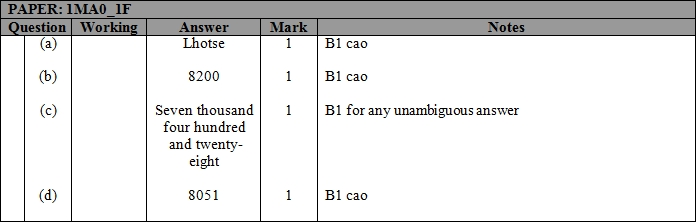 PAPER: 1MA0_1F
Question Working Answer Mark Notes
(a) Lhotse 1 B1 cao
(b) 8200 1 B1 cao
(c) Seven thousand 1 B1 for any unambiguous answer
four hundred
and twenty-
eight
(d) 8051 1 B1 cao